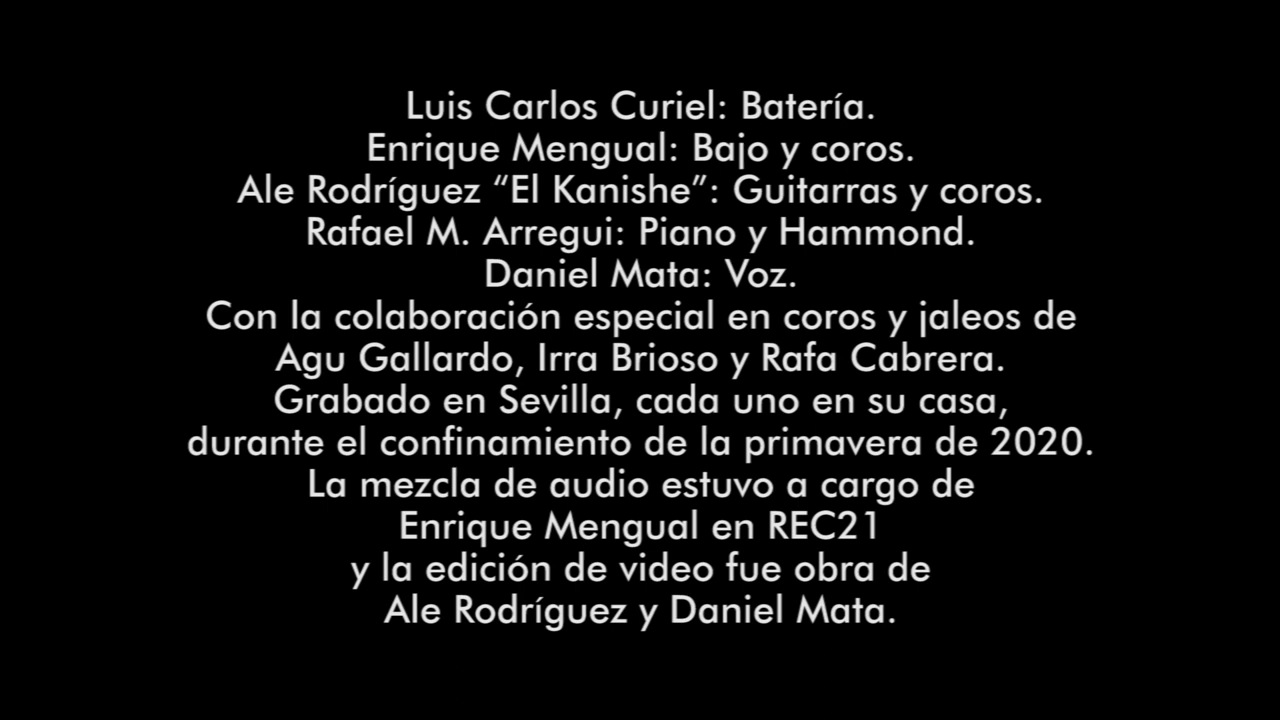 Luis Carlos Curiel: Batería.
Enrique Mengual: Bajo y coros.
Ale Rodríguez “El Kanishe”: Guitarras y coros.
Rafael M. Arregui: Piano y Hammond.
Daniel Mata: Voz.
Con la colaboración especial en coros y jaleos de
Agu Gallardo, Irra Brioso y Rafa Cabrera.
Grabado en Sevilla, cada uno en su casa,
durante el confinamiento de la primavera de 2020.
La mezcla de audio estuvo a cargo de
Enrique Mengual en REC21
y la edición de video fue obra de
Ale Rodríguez y Daniel Mata.